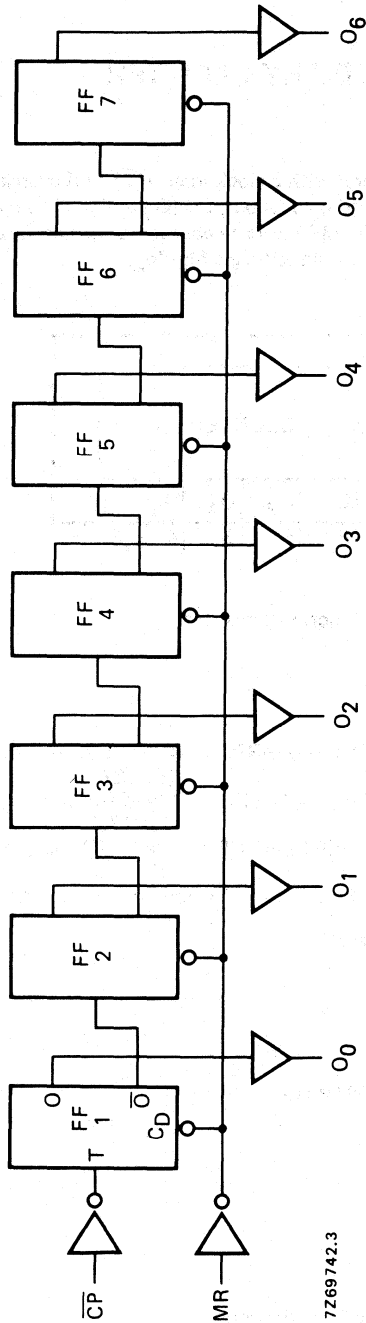 C̅P̅
MR
T
FF
1
O
O̅
C_D
FF
2
FF
3
FF
4
FF
5
FF
6
FF
7
O₀
O₁
O₂
O₃
O₄
O₅
O₆
7Z69742.3